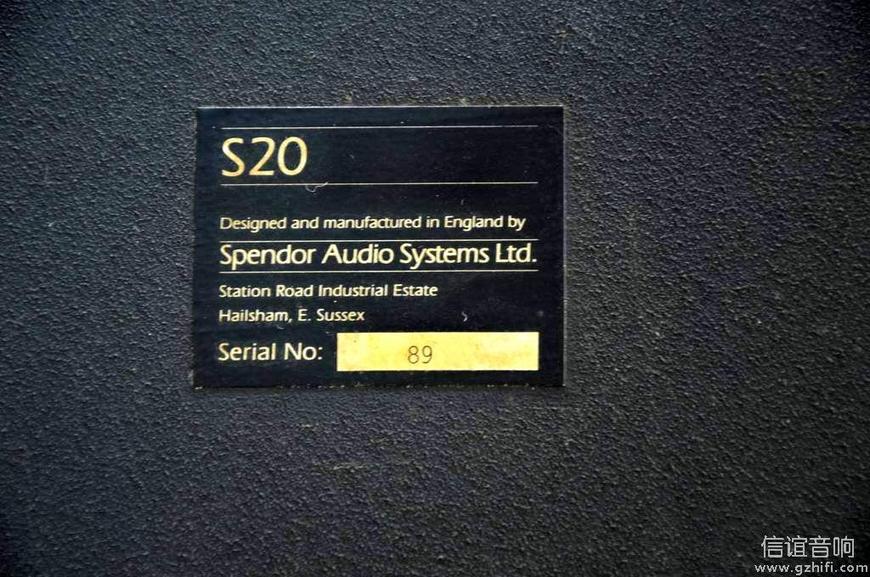 S20
Designed and manufactured in England by
Spendor Audio Systems Ltd.
Station Road Industrial Estate
Hailsham, E. Sussex
Serial No: 89
信谊音响
www.gzhifi.com